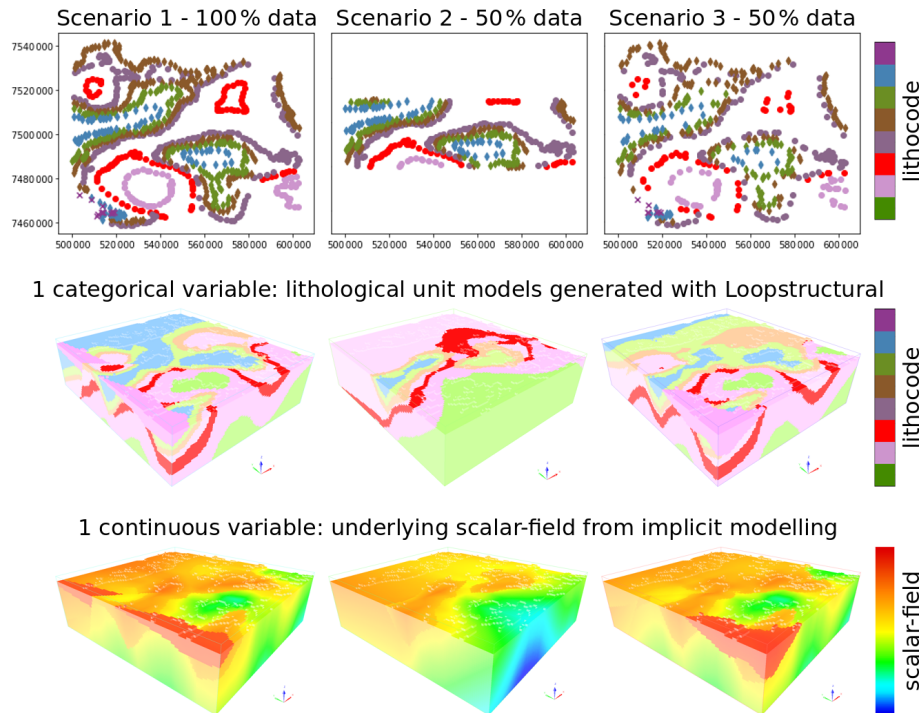 Scenario 1 - 100 % data Scenario 2 - 50 % data Scenario 3 - 50 % data
7540000
7520000
7500000
7480000
7460000
500000 520000 540000 560000 580000 600000
500000 520000 540000 560000 580000 600000
500000 520000 540000 560000 580000 600000
lithocode
1 categorical variable: lithological unit models generated with Loopstructural
lithocode
1 continuous variable: underlying scalar-field from implicit modelling
scalar-field